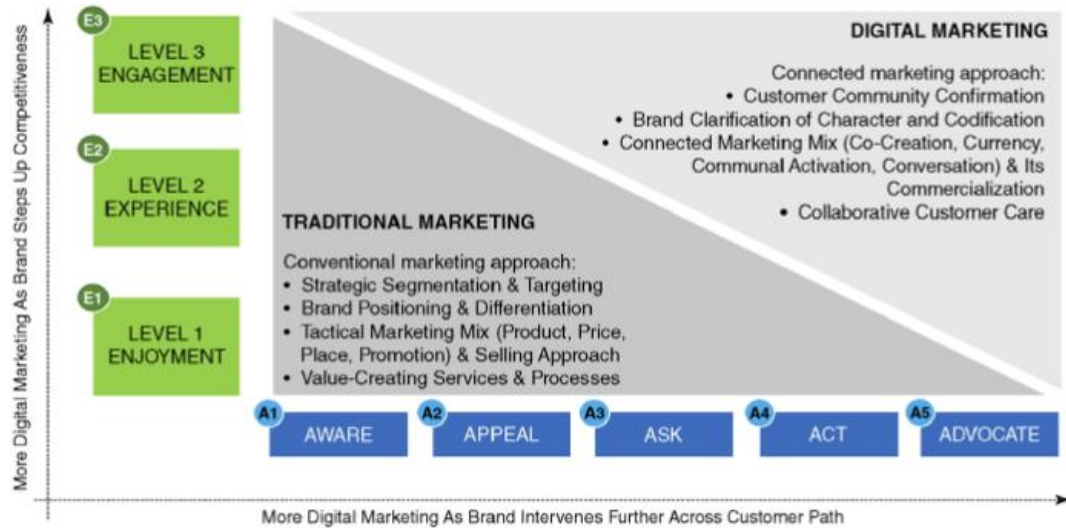 More Digital Marketing As Brand Steps Up Competitiveness
E3
LEVEL 3
ENGAGEMENT
E2
LEVEL 2
EXPERIENCE
E1
LEVEL 1
ENJOYMENT
DIGITAL MARKETING
Connected marketing approach:
• Customer Community Confirmation
• Brand Clarification of Character and Codification
• Connected Marketing Mix (Co-Creation, Currency,
Communal Activation, Conversation) & Its
Commercialization
• Collaborative Customer Care
TRADITIONAL MARKETING
Conventional marketing approach:
• Strategic Segmentation & Targeting
• Brand Positioning & Differentiation
• Tactical Marketing Mix (Product, Price,
Place, Promotion) & Selling Approach
• Value-Creating Services & Processes
A1
AWARE
A2
APPEAL
A3
ASK
A4
ACT
A5
ADVOCATE
More Digital Marketing As Brand Intervenes Further Across Customer Path